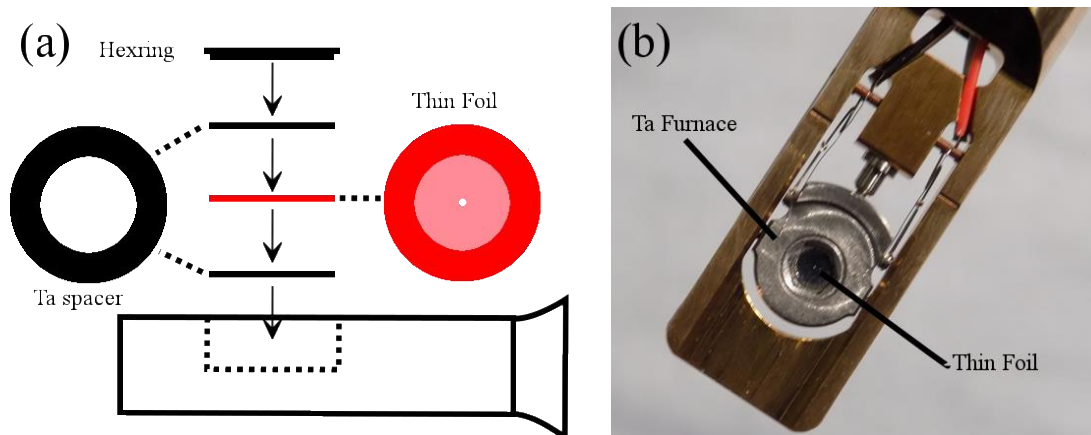 (a)
Hexring
Thin Foil
Ta spacer
(b)
Ta Furnace
Thin Foil